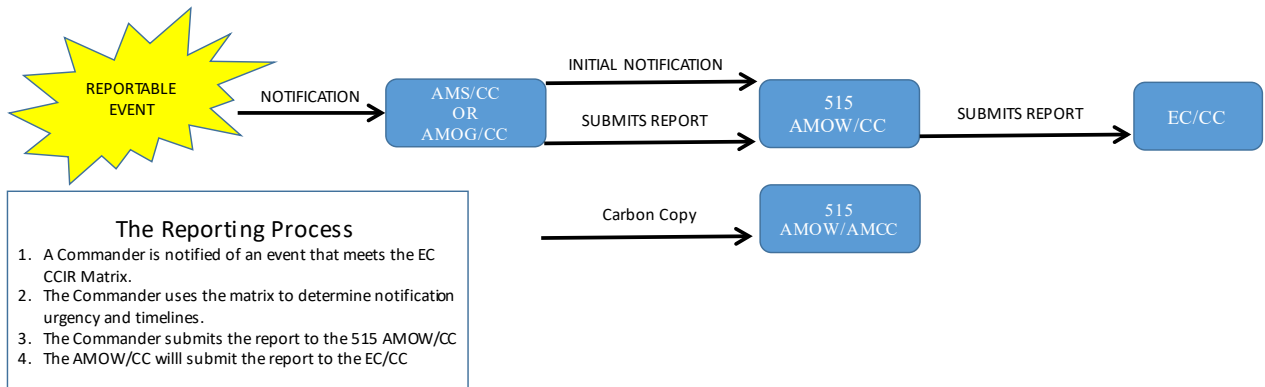 REPORTABLE
EVENT
NOTIFICATION
AMS/CC
OR
AMOG/CC
INITIAL NOTIFICATION
SUBMITS REPORT
515
AMOW/CC
SUBMITS REPORT
EC/CC
Carbon Copy
515
AMOW/AMCC
The Reporting Process
1. A Commander is notified of an event that meets the EC
CCIR Matrix.
2. The Commander uses the matrix to determine notification
urgency and timelines.
3. The Commander submits the report to the 515 AMOW/CC
4. The AMOW/CC willl submit the report to the EC/CC